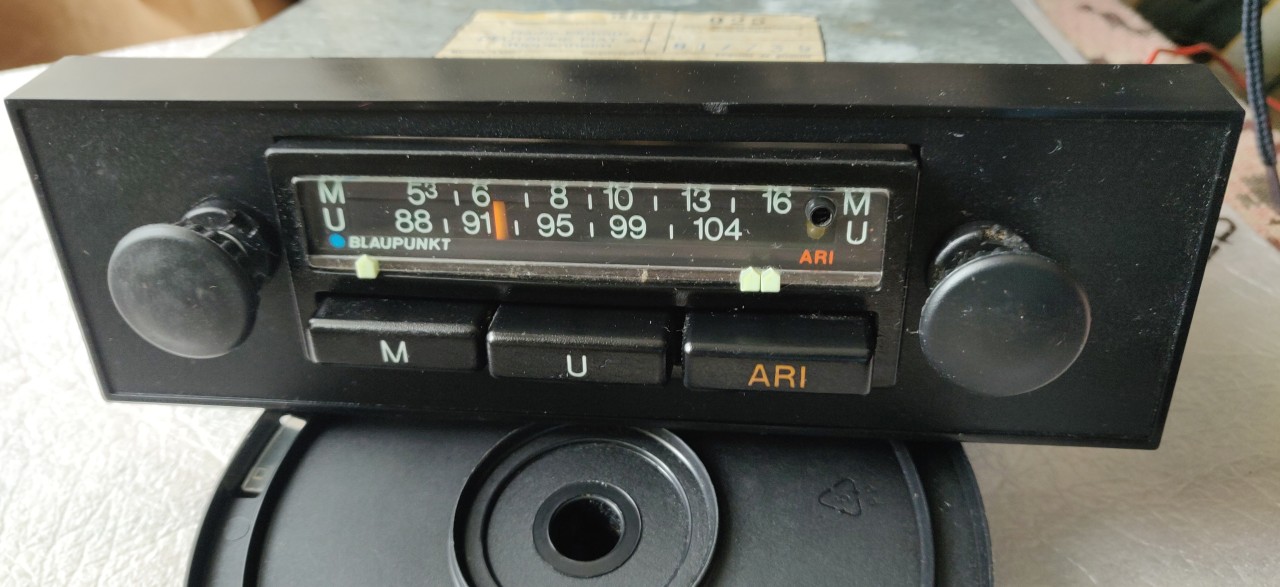 M 5³ 6 8 10 13 16 M
U 88 91 95 99 104 U
BLAUPUNKT ARI
M U ARI